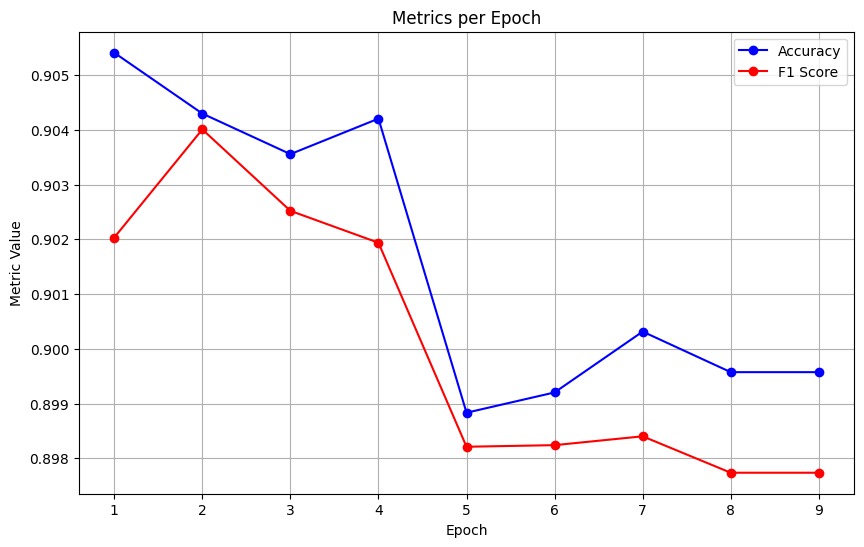 Metrics per Epoch
Accuracy
F1 Score
Metric Value
0.905
0.904
0.903
0.902
0.901
0.900
0.899
0.898
1 2 3 4 5 6 7 8 9
Epoch